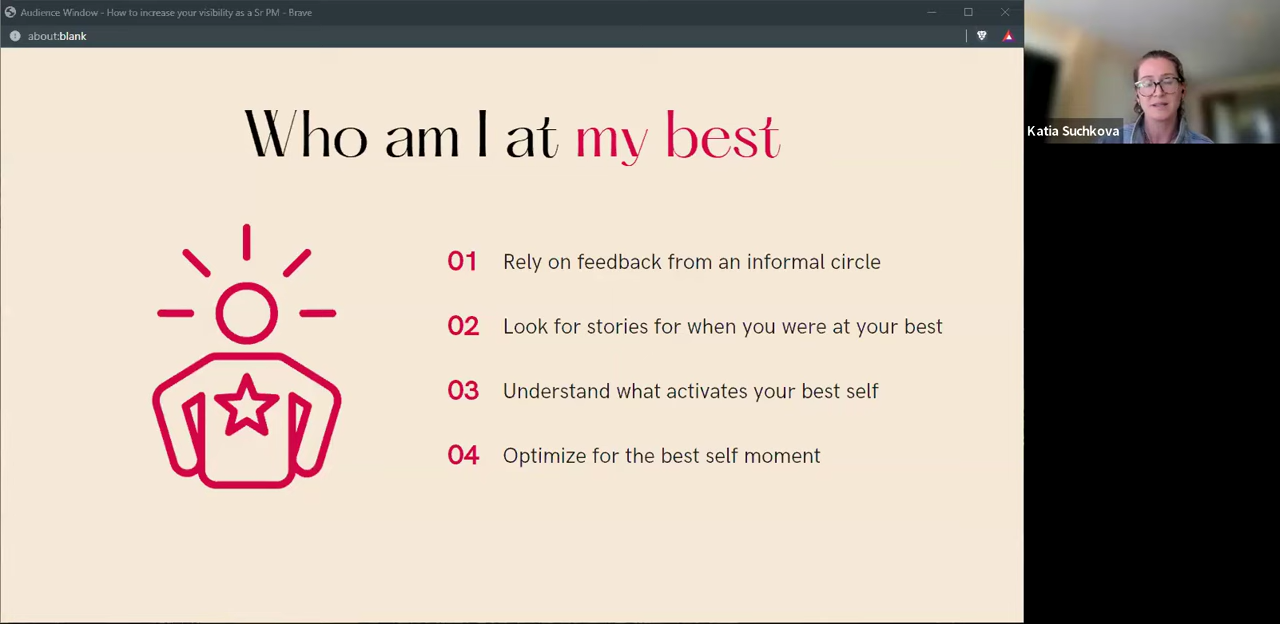 Audience Window - How to increase your visibility as a Sr PM - Brave
about:blank
Who am I at my best
01 Rely on feedback from an informal circle
02 Look for stories for when you were at your best
03 Understand what activates your best self
04 Optimize for the best self moment
Katia Suchkova